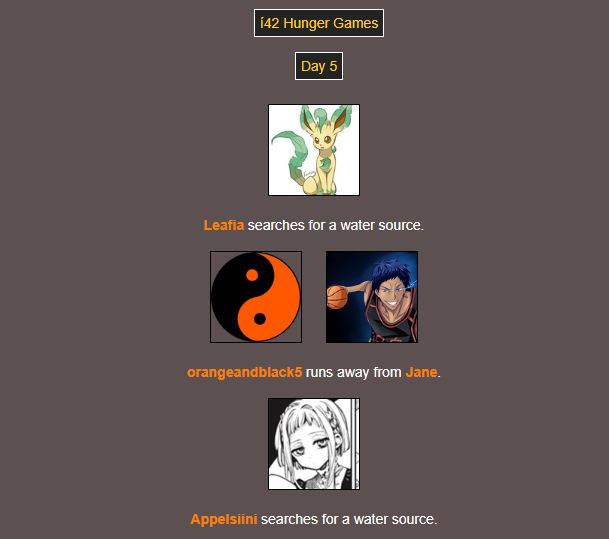 í42 Hunger Games
Day 5
Leafia searches for a water source.
orangeandblack5 runs away from Jane.
Appelsiini searches for a water source.